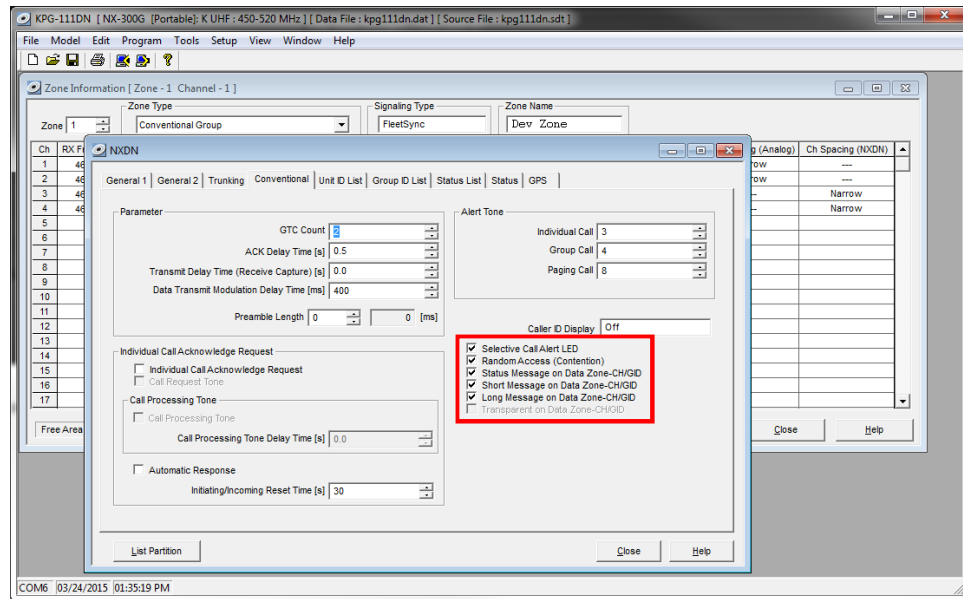 KPG-111DN [ NX-300G [Portable]: K UHF : 450-520 MHz ] [ Data File : kpg111dn.dat ] [ Source File : kpg111dn.sdt ]
File Model Edit Program Tools Setup View Window Help
Zone Information [ Zone - 1 Channel - 1 ]
Zone Type
Signaling Type
Zone Name
Zone 1
Conventional Group
FleetSync
Dev Zone
Ch
RX
(Analog)
Ch Spacing (NXDN)
1
---
2
---
3
Narrow
4
Narrow
5
6
7
8
9
10
11
12
13
14
15
16
17
Free Area
Close
Help
NXDN
General 1 General 2 Trunking Conventional Unit ID List Group ID List Status List Status GPS
Parameter
GTC Count 2
ACK Delay Time [s] 0.5
Transmit Delay Time (Receive Capture) [s] 0.0
Data Transmit Modulation Delay Time [ms] 400
Preamble Length 0 0 [ms]
Individual Call Acknowledge Request
Individual Call Acknowledge Request
Call Request Tone
Call Processing Tone
Call Processing Tone
Call Processing Tone Delay Time [s] 0.0
Automatic Response
Initiating/Incoming Reset Time [s] 30
Alert Tone
Individual Call 3
Group Call 4
Paging Call 8
Caller ID Display Off
Selective Call Alert LED
Random Access (Contention)
Status Message on Data Zone-CH/GID
Short Message on Data Zone-CH/GID
Long Message on Data Zone-CH/GID
Transparent on Data Zone-CH/GID
List Partition
Close
Help
COM6 03/24/2015 01:35:19 PM